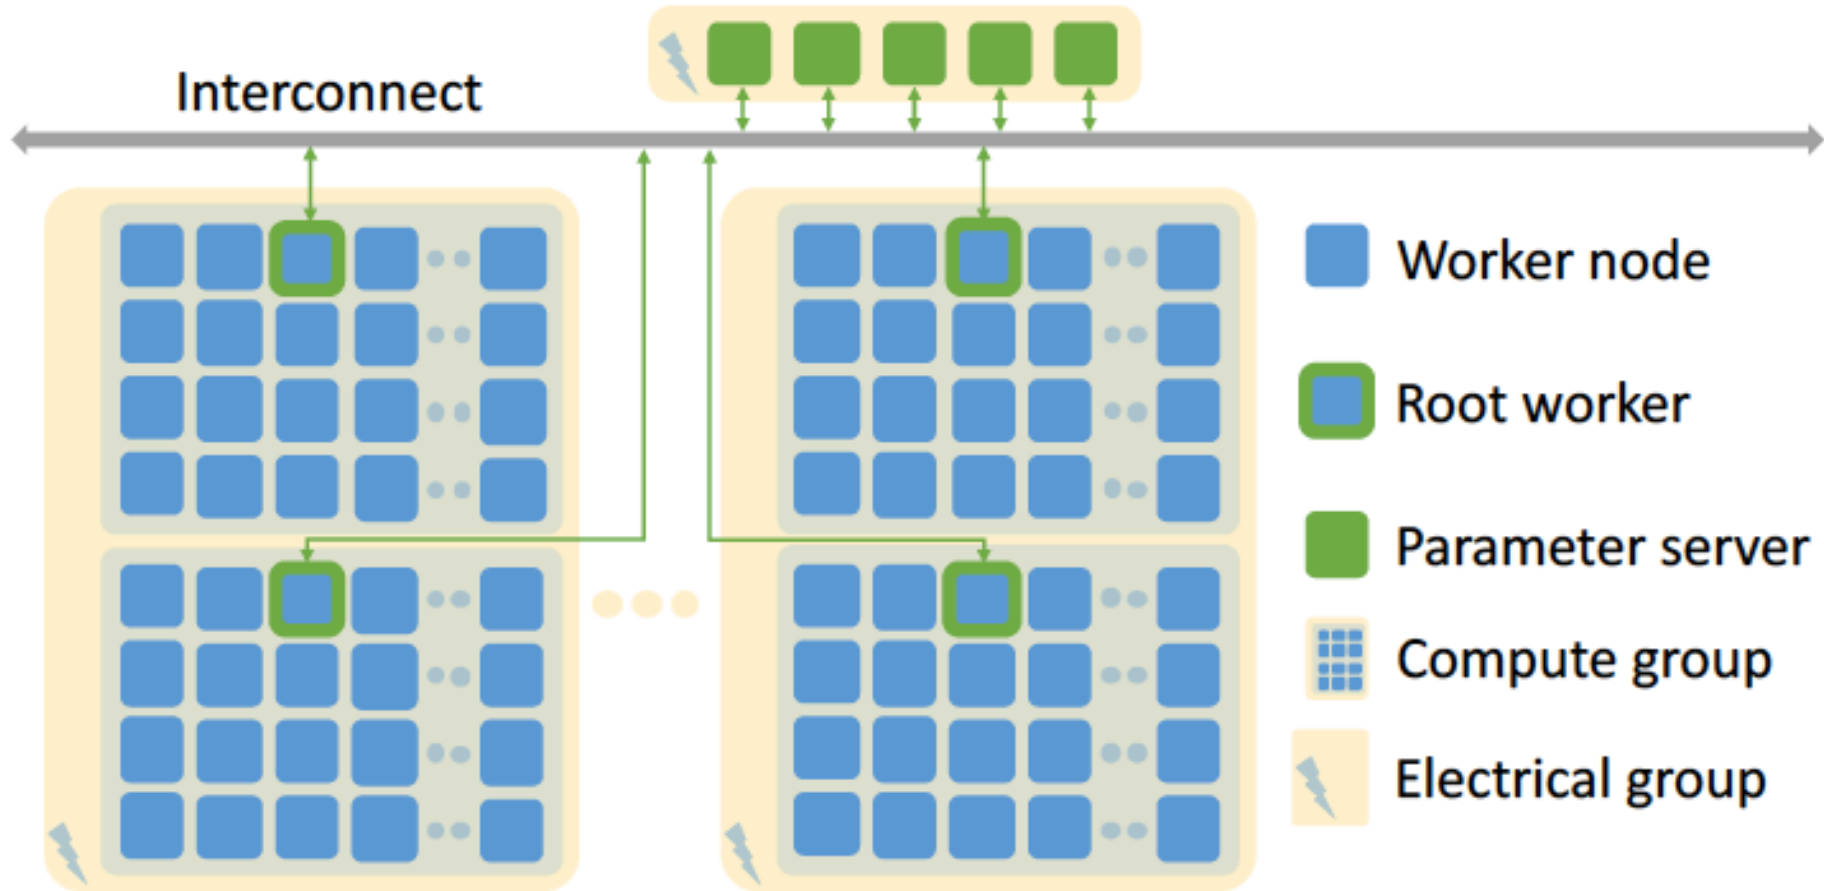 Interconnect
Worker node
Root worker
Parameter server
Compute group
Electrical group